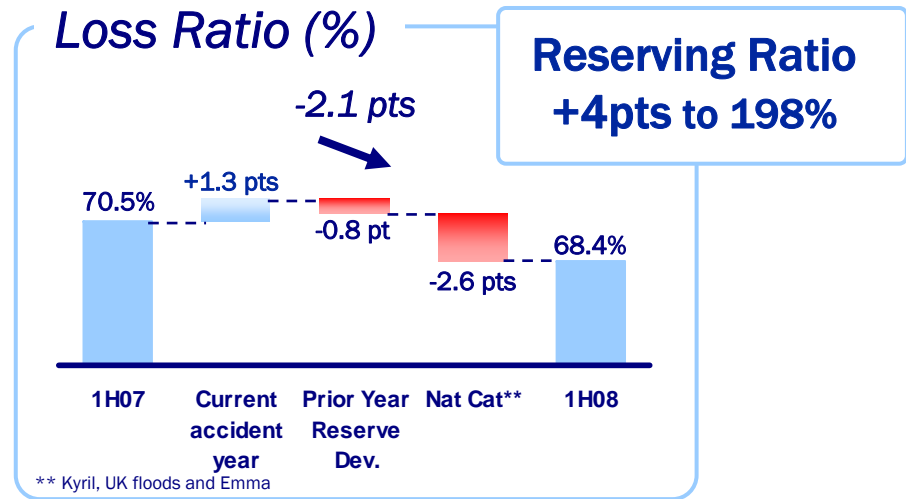 Loss Ratio (%)
Reserving Ratio
+4pts to 198%
-2.1 pts
+1.3 pts
70.5%
-0.8 pt
68.4%
-2.6 pts
1H07
Current
accident
year
Prior Year
Reserve
Dev.
Nat Cat**
1H08
** Kyril, UK floods and Emma